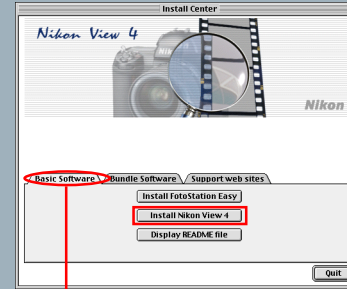 Install Center
Nikon View 4
Nikon
Basic Software Bundle Software Support web sites
Install FotoStation Easy
Install Nikon View 4
Display README file
Quit